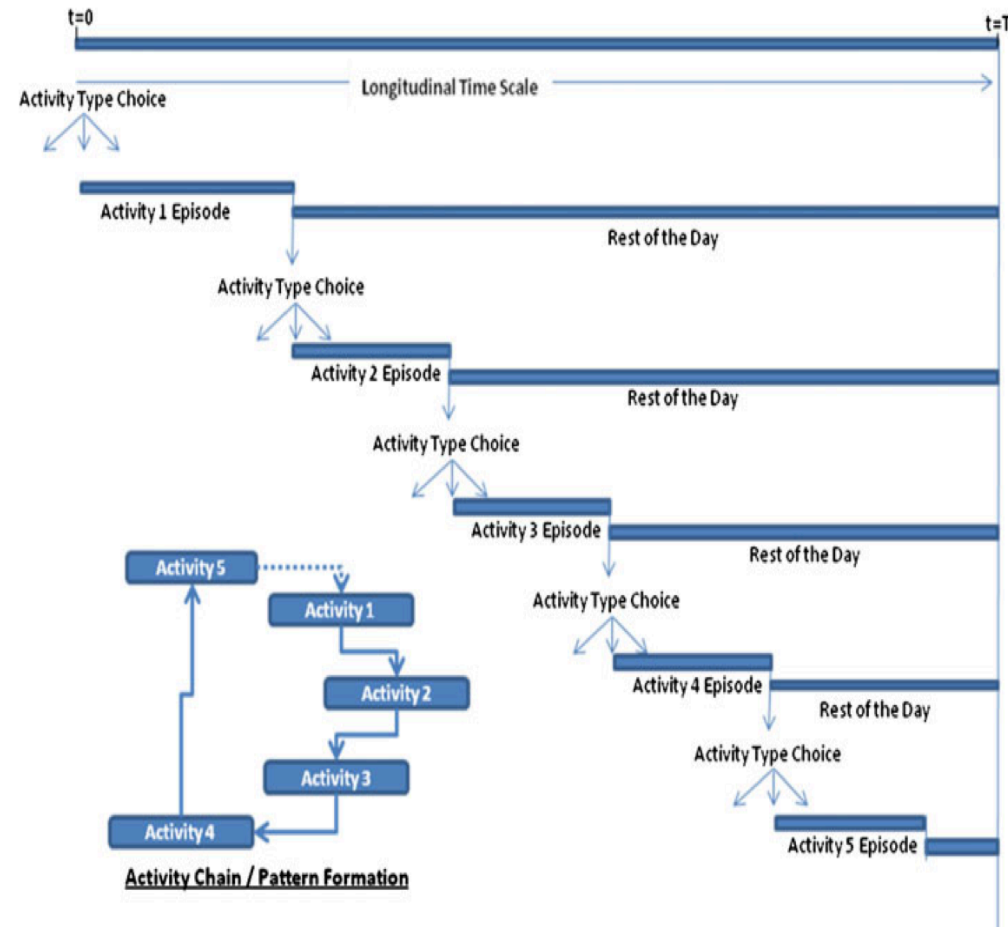 t=0
t=T
Longitudinal Time Scale
Activity Type Choice
Activity 1 Episode
Rest of the Day
Activity Type Choice
Activity 2 Episode
Rest of the Day
Activity Type Choice
Activity 3 Episode
Rest of the Day
Activity Type Choice
Activity 4 Episode
Rest of the Day
Activity Type Choice
Activity 5 Episode
Activity 5
Activity 1
Activity 2
Activity 3
Activity 4
Activity Chain / Pattern Formation